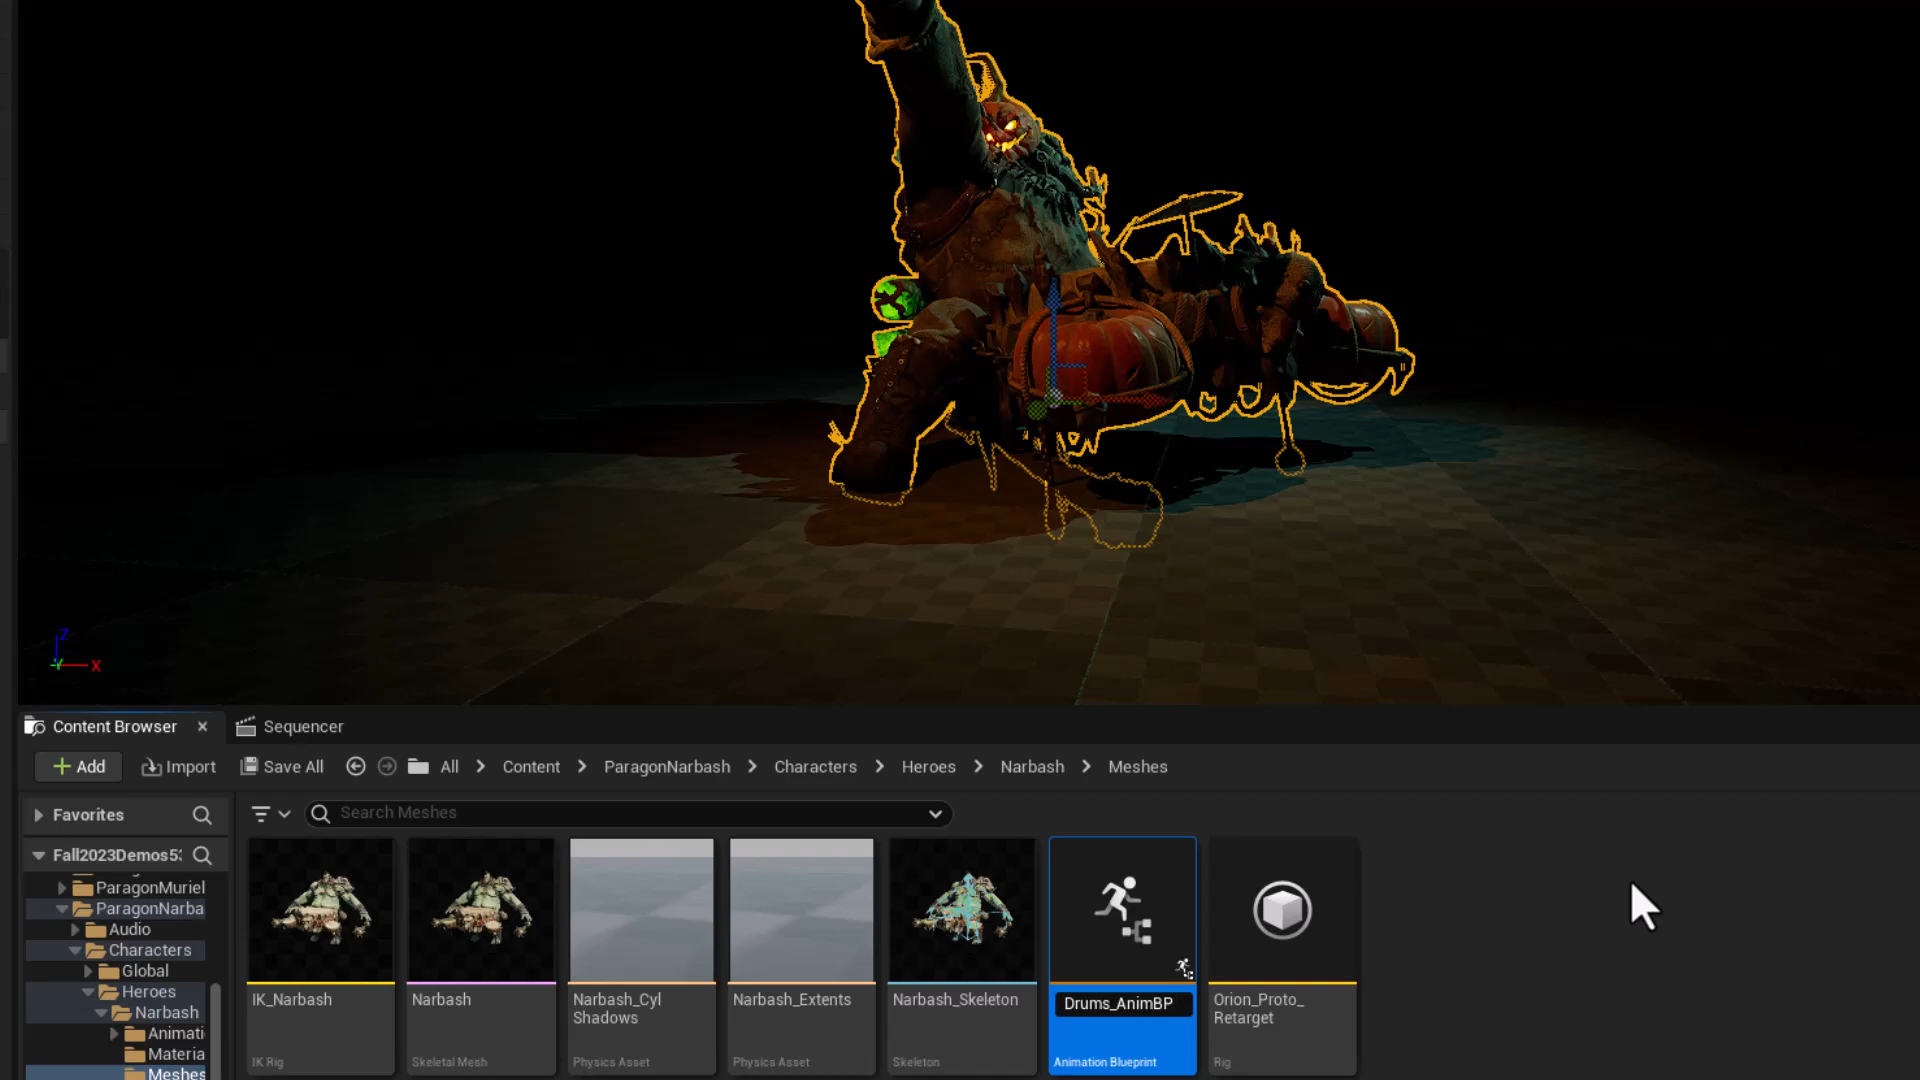 Z
Y
X
Content Browser
Sequencer
Add
Import
Save All
All
Content
ParagonNarbash
Characters
Heroes
Narbash
Meshes
Favorites
Search Meshes
Fall2023Demos5
ParagonMuriel
ParagonNarba
Audio
Characters
Global
Heroes
Narbash
Animati
Materia
Meshes
IK_Narbash
IK Rig
Narbash
Skeletal Mesh
Narbash_Cyl
Shadows
Physics Asset
Narbash_Extents
Physics Asset
Narbash_Skeleton
Skeleton
Drums_AnimBP
Animation Blueprint
Orion_Proto_
Retarget
Rig